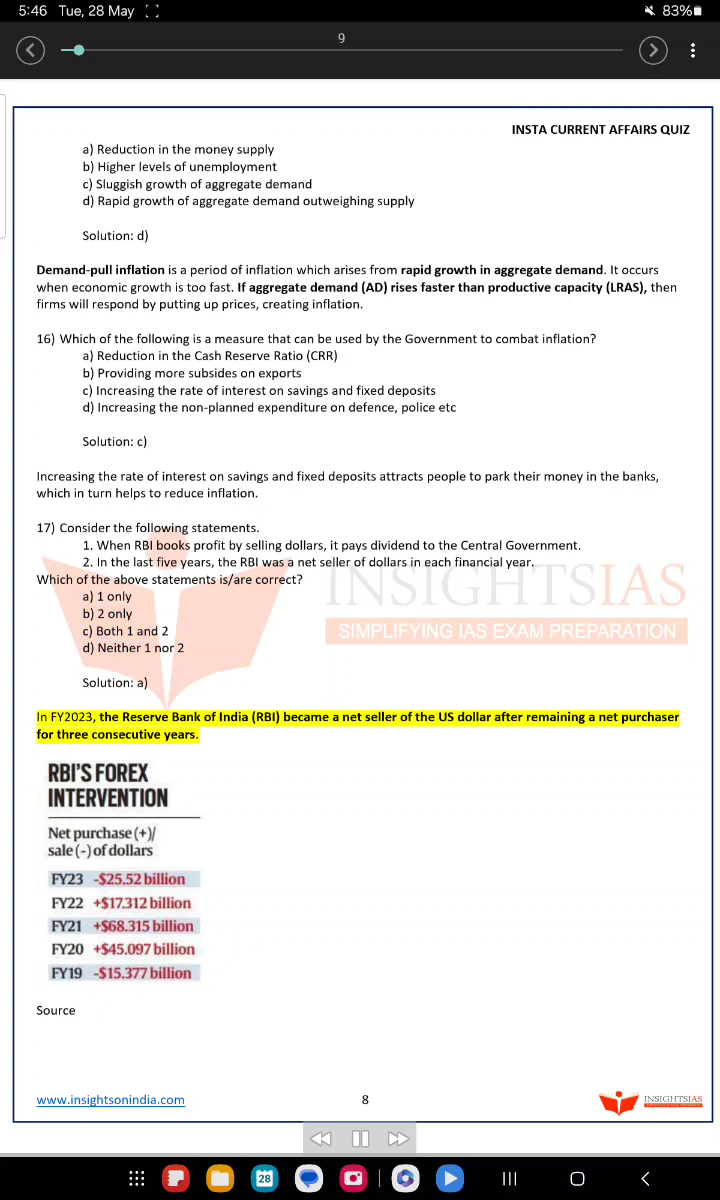 5:46 Tue, 28 May
83%
9
INSTA CURRENT AFFAIRS QUIZ
a) Reduction in the money supply
b) Higher levels of unemployment
c) Sluggish growth of aggregate demand
d) Rapid growth of aggregate demand outweighing supply
Solution: d)
Demand-pull inflation is a period of inflation which arises from rapid growth in aggregate demand. It occurs
when economic growth is too fast. If aggregate demand (AD) rises faster than productive capacity (LRAS), then
firms will respond by putting up prices, creating inflation.
16) Which of the following is a measure that can be used by the Government to combat inflation?
a) Reduction in the Cash Reserve Ratio (CRR)
b) Providing more subsides on exports
c) Increasing the rate of interest on savings and fixed deposits
d) Increasing the non-planned expenditure on defence, police etc
Solution: c)
Increasing the rate of interest on savings and fixed deposits attracts people to park their money in the banks,
which in turn helps to reduce inflation.
17) Consider the following statements.
1. When RBI books profit by selling dollars, it pays dividend to the Central Government.
2. In the last five years, the RBI was a net seller of dollars in each financial year.
Which of the above statements is/are correct?
a) 1 only
b) 2 only
c) Both 1 and 2
d) Neither 1 nor 2
INSIGHTSIAS
SIMPLIFYING IAS EXAM PREPARATION
Solution: a)
In FY2023, the Reserve Bank of India (RBI) became a net seller of the US dollar after remaining a net purchaser
for three consecutive years.
RBI'S FOREX
INTERVENTION
Net purchase (+)/
sale (-) of dollars
FY23 -$25.52 billion
FY22 +$17.312 billion
FY21 +$68.315 billion
FY20 +$45.097 billion
FY19 -$15.377 billion
Source
www.insightsonindia.com
8
INSIGHTSIAS
28